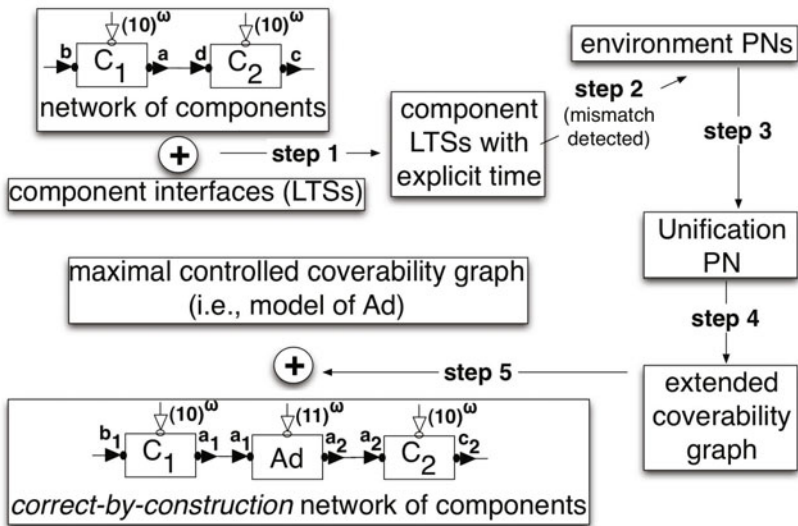 (10)ω (10)ω
b C1 a d C2 c
network of components
+
step 1
component interfaces (LTSs)
component
LTSs with
explicit time
step 2
(mismatch
detected)
environment PNs
step 3
Unification
PN
step 4
extended
coverability
graph
step 5
maximal controlled coverability graph
(i.e., model of Ad)
+
(10)ω (11)ω (10)ω
b1 C1 a1 a1 Ad a2 a2 C2 c2
correct-by-construction network of components